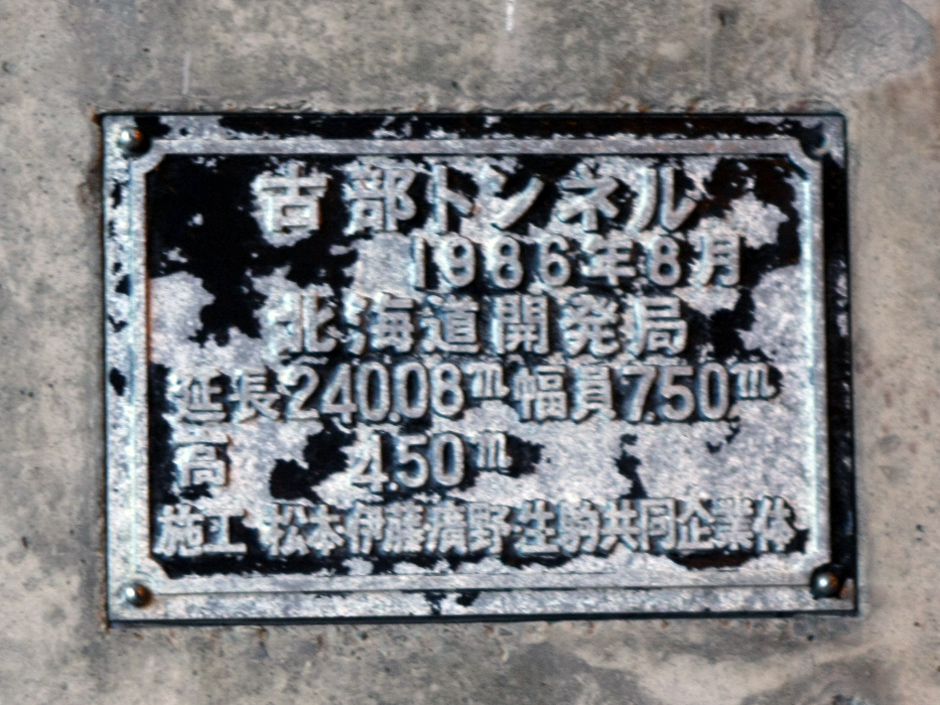 古部トンネル
1986年8月
北海道開発局
延長240.08m 幅員7.50m
高 4.50m
施工 松本伊藤濱野生駒共同企業体